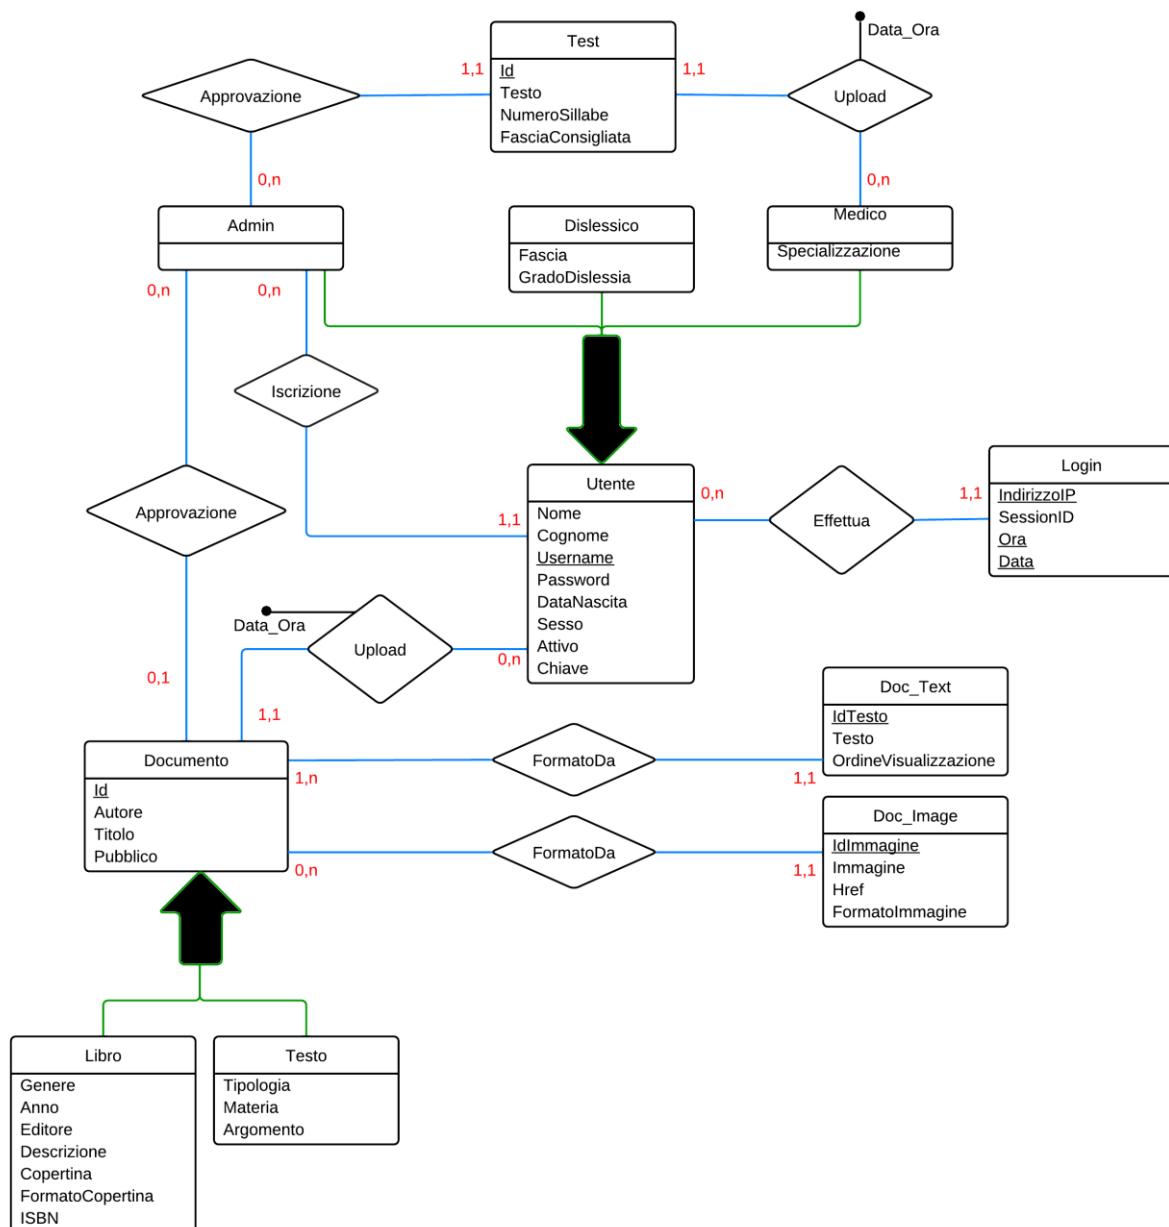 Data_Ora
Test
Id
Testo
NumeroSillabe
FasciaConsigliata
1,1
1,1
Approvazione
Upload
0,n
0,n
Admin
Dislessico
Fascia
GradoDislessia
Medico
Specializzazione
0,n
0,n
Iscrizione
Approvazione
Utente
Nome
Cognome
Username
Password
DataNascita
Sesso
Attivo
Chiave
0,n
1,1
Effettua
1,1
Login
IndirizzoIP
SessionID
Ora
Data
Data_Ora
Upload
0,n
0,1
1,1
Documento
Id
Autore
Titolo
Pubblico
1,n
FormatoDa
1,1
Doc_Text
IdTesto
Testo
OrdineVisualizzazione
0,n
FormatoDa
1,1
Doc_Image
IdImmagine
Immagine
Href
FormatoImmagine
Libro
Genere
Anno
Editore
Descrizione
Copertina
FormatoCopertina
ISBN
Testo
Tipologia
Materia
Argomento